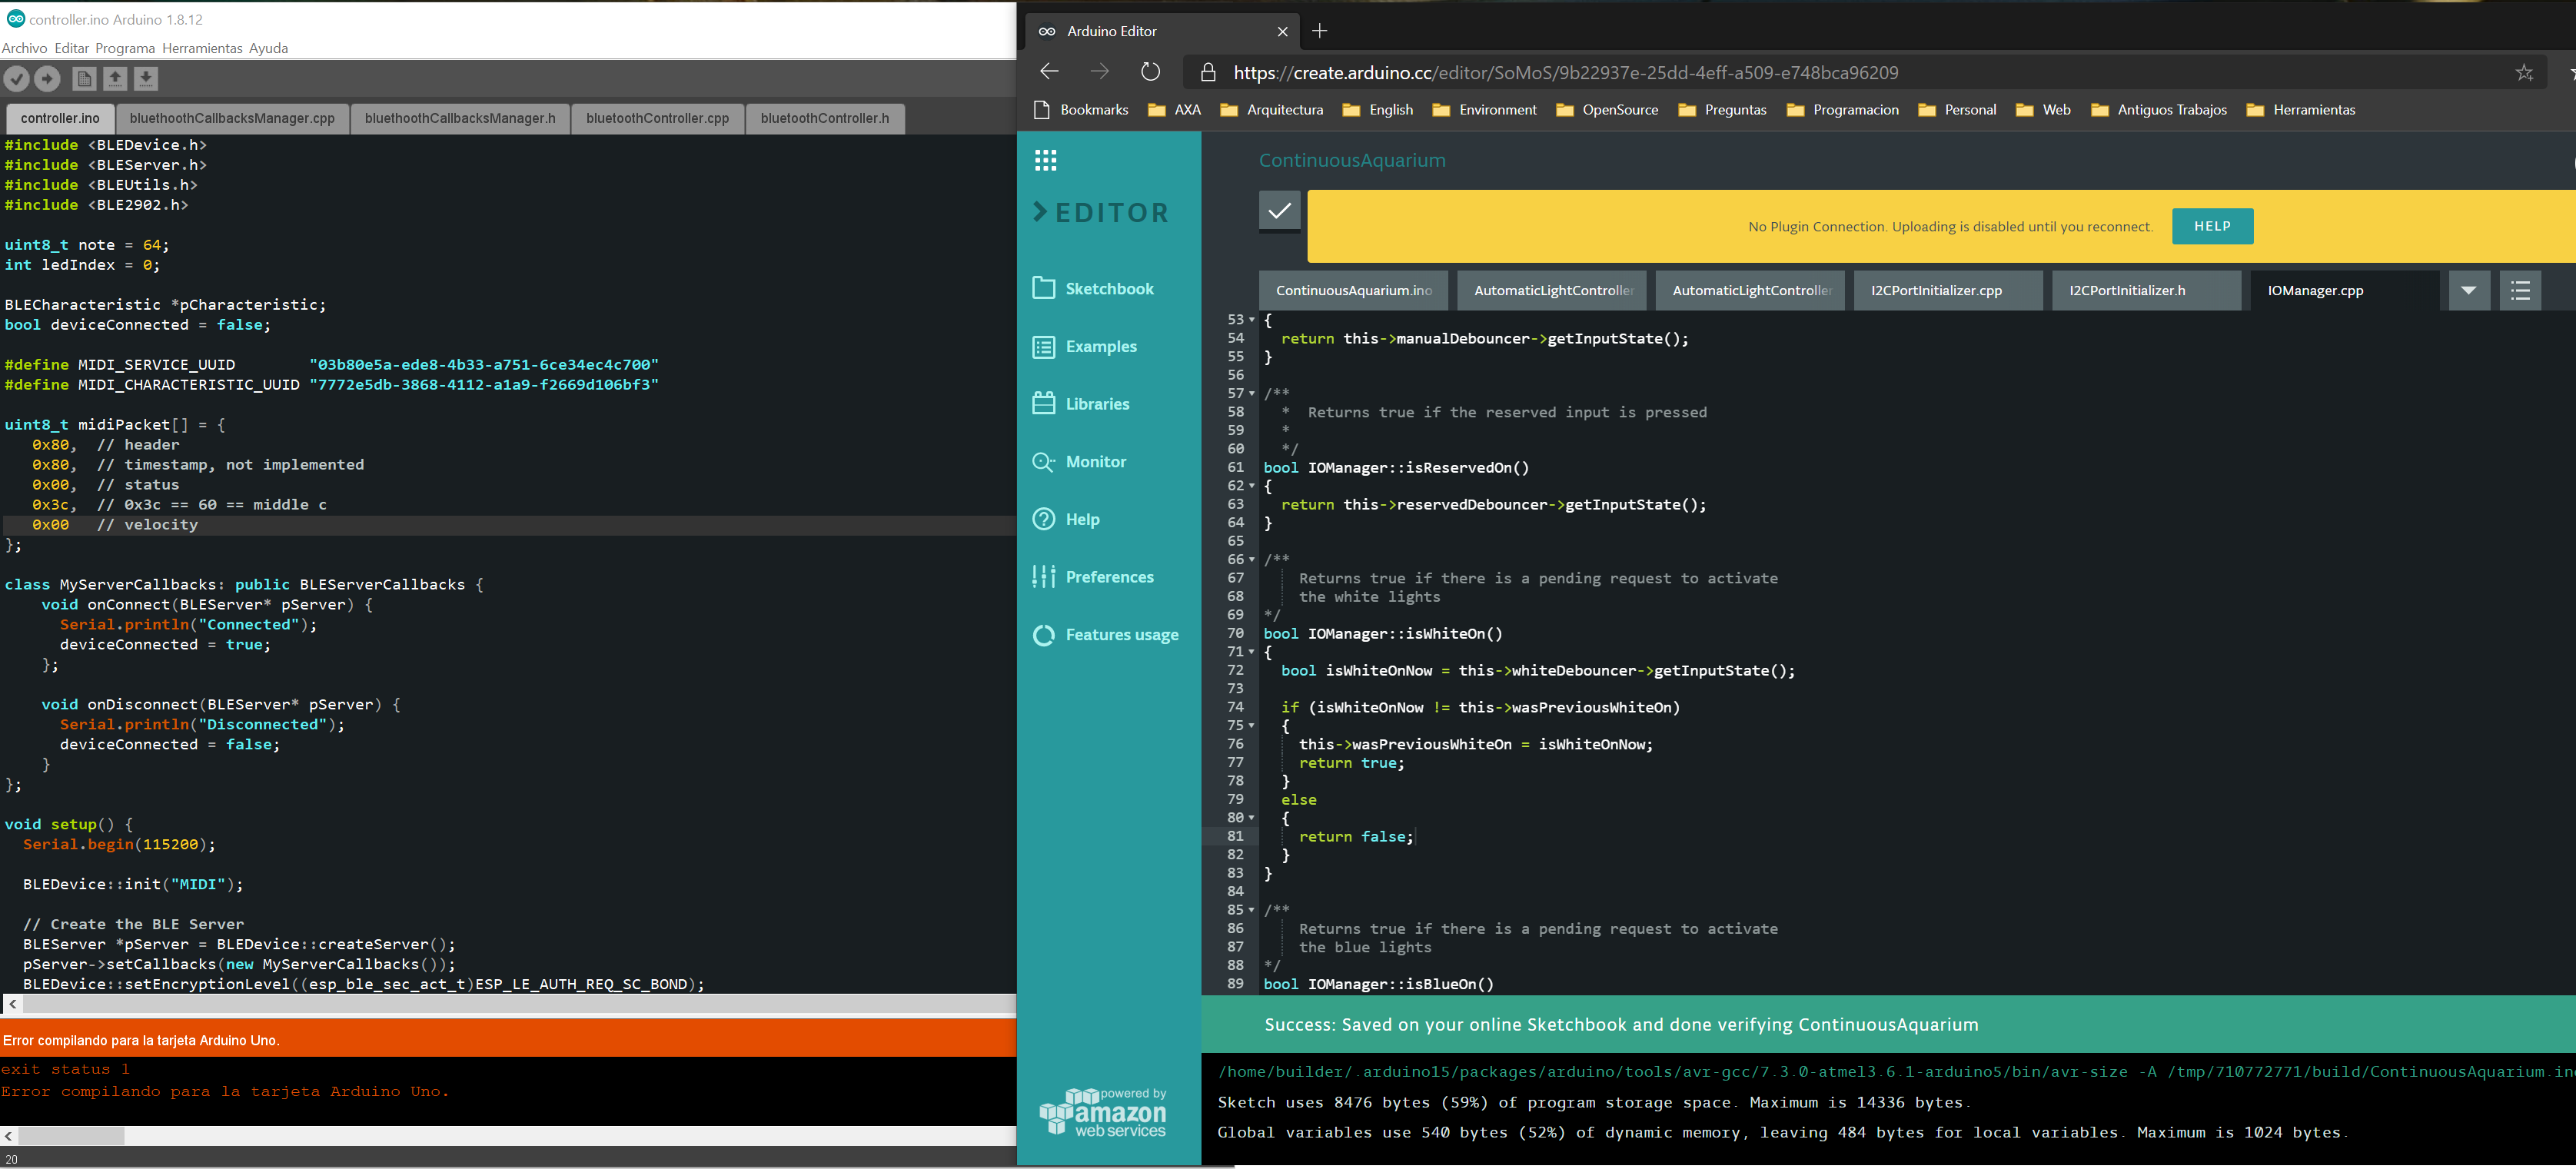 controller.ino Arduino 1.8.12
Archivo Editar Programa Herramientas Ayuda
controller.ino bluethoothCallbacksManager.cpp bluethoothCallbacksManager.h bluetoothController.cpp bluetoothController.h
#include <BLEDevice.h>
#include <BLEServer.h>
#include <BLEUtils.h>
#include <BLE2902.h>
uint8_t note = 64;
int ledIndex = 0;
BLECharacteristic *pCharacteristic;
bool deviceConnected = false;
#define MIDI_SERVICE_UUID        "03b80e5a-ede8-4b33-a751-6ce34ec4c700"
#define MIDI_CHARACTERISTIC_UUID "7772e5db-3868-4112-a1a9-f2669d106bf3"
uint8_t midiPacket[] = {
   0x80,  // header
   0x80,  // timestamp, not implemented
   0x00,  // status
   0x3c,  // 0x3c == 60 == middle c
   0x00   // velocity
};
class MyServerCallbacks: public BLEServerCallbacks {
    void onConnect(BLEServer* pServer) {
      Serial.println("Connected");
      deviceConnected = true;
    };
    void onDisconnect(BLEServer* pServer) {
      Serial.println("Disconnected");
      deviceConnected = false;
    }
};
void setup() {
  Serial.begin(115200);
  BLEDevice::init("MIDI");
  // Create the BLE Server
  BLEServer *pServer = BLEDevice::createServer();
  pServer->setCallbacks(new MyServerCallbacks());
  BLEDevice::setEncryptionLevel((esp_ble_sec_act_t)ESP_LE_AUTH_REQ_SC_BOND);
Error compilando para la tarjeta Arduino Uno.
exit status 1
Error compilando para la tarjeta Arduino Uno.
20
Arduino Editor
https://create.arduino.cc/editor/SoMoS/9b22937e-25dd-4eff-a509-e748bca96209
Bookmarks AXA Arquitectura English Environment OpenSource Preguntas Programacion Personal Web Antiguos Trabajos Herramientas
EDITOR
Sketchbook
Examples
Libraries
Monitor
Help
Preferences
Features usage
powered by
amazon
web services
ContinuousAquarium
No Plugin Connection. Uploading is disabled until you reconnect. HELP
ContinuousAquarium.ino AutomaticLightController AutomaticLightController I2CPortInitializer.cpp I2CPortInitializer.h IOManager.cpp
53 {
54   return this->manualDebouncer->getInputState();
55 }
56
57 /**
58   *  Returns true if the reserved input is pressed
59   *
60   */
61 bool IOManager::isReservedOn()
62 {
63   return this->reservedDebouncer->getInputState();
64 }
65
66 /**
67     Returns true if there is a pending request to activate
68     the white lights
69 */
70 bool IOManager::isWhiteOn()
71 {
72   bool isWhiteOnNow = this->whiteDebouncer->getInputState();
73
74   if (isWhiteOnNow != this->wasPreviousWhiteOn)
75   {
76     this->wasPreviousWhiteOn = isWhiteOnNow;
77     return true;
78   }
79   else
80   {
81     return false;
82   }
83 }
84
85 /**
86     Returns true if there is a pending request to activate
87     the blue lights
88 */
89 bool IOManager::isBlueOn()
Success: Saved on your online Sketchbook and done verifying ContinuousAquarium
/home/builder/.arduino15/packages/arduino/tools/avr-gcc/7.3.0-atmel3.6.1-arduino5/bin/avr-size -A /tmp/710772771/build/ContinuousAquarium.ino
Sketch uses 8476 bytes (59%) of program storage space. Maximum is 14336 bytes.
Global variables use 540 bytes (52%) of dynamic memory, leaving 484 bytes for local variables. Maximum is 1024 bytes.